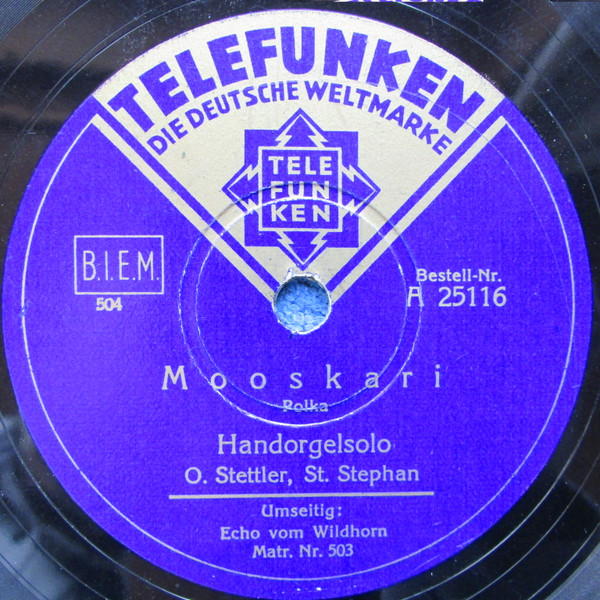 TELEFUNKEN
DIE DEUTSCHE WELTMARKE
TELE
FUN
KEN
B.I.E.M.
504
Bestell-Nr.
A 25116
Mooskari
Polka
Handorgelsolo
O. Stettler, St. Stephan
Umseitig:
Echo vom Wildhorn
Matr. Nr. 503